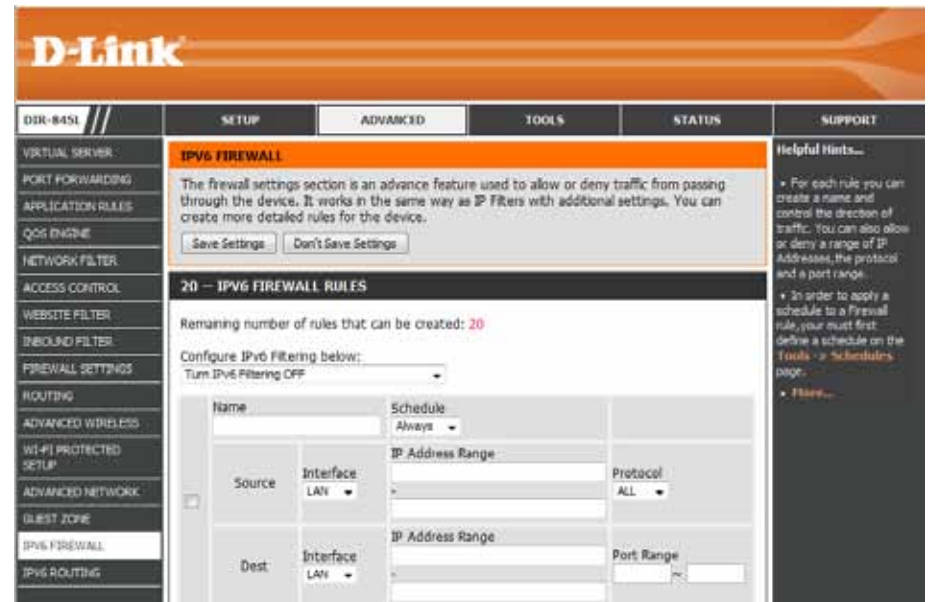 D-Link
DIR-845L
SETUP
ADVANCED
TOOLS
STATUS
SUPPORT
VIRTUAL SERVER
PORT FORWARDING
APPLICATION RULES
QOS ENGINE
NETWORK FILTER
ACCESS CONTROL
WEBSITE FILTER
INBOUND FILTER
FIREWALL SETTINGS
ROUTING
ADVANCED WIRELESS
WI-FI PROTECTED
SETUP
ADVANCED NETWORK
GUEST ZONE
IPV6 FIREWALL
IPV6 ROUTING
IPV6 FIREWALL
The firewall settings section is an advance feature used to allow or deny traffic from passing
through the device. It works in the same way as IP Filters with additional settings. You can
create more detailed rules for the device.
Save Settings
Don't Save Settings
20 — IPV6 FIREWALL RULES
Remaining number of rules that can be created: 20
Configure IPv6 Filtering below:
Turn IPv6 Filtering OFF
Name
Schedule
Always
Source
Interface
LAN
IP Address Range
-
Protocol
ALL
Dest
Interface
LAN
IP Address Range
-
Port Range
~
Helpful Hints...
• For each rule you can
create a name and
control the direction of
traffic. You can also allow
or deny a range of IP
Addresses,the protocol
and a port range.
• In order to apply a
schedule to a Firewall
rule,your must first
define a schedule on the
Tools -> Schedules
page.
• More...